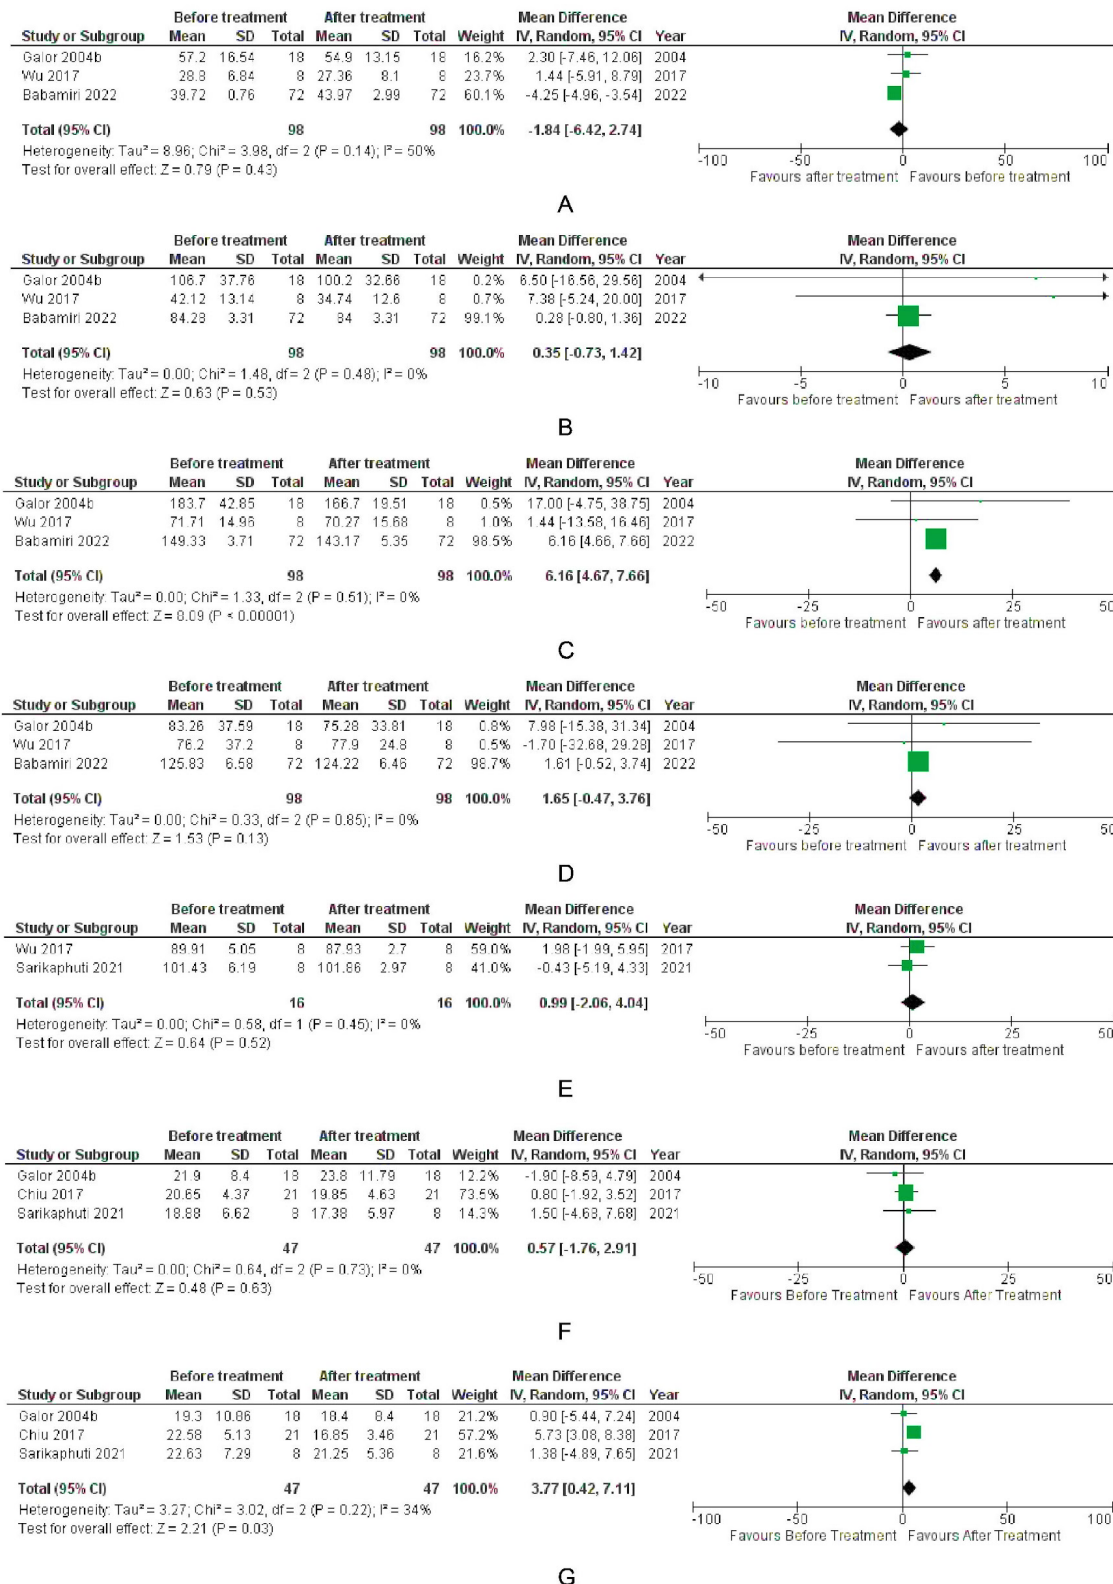 Before treatment After treatment Mean Difference Mean Difference
Study or Subgroup Mean SD Total Mean SD Total Weight IV, Random, 95% CI Year IV, Random, 95% CI
Galor 2004b 57.2 16.54 18 54.9 13.15 18 16.2% 2.30 [-7.46, 12.06] 2004
Wu 2017 28.8 6.84 8 27.36 8.1 8 23.7% 1.44 [-5.91, 8.79] 2017
Babamiri 2022 39.72 0.76 72 43.97 2.99 72 60.1% -4.25 [-4.96, -3.54] 2022
Total (95% CI) 98 98 100.0% -1.84 [-6.42, 2.74]
Heterogeneity: Tau² = 8.96; Chi² = 3.98, df = 2 (P = 0.14); I² = 50%
Test for overall effect: Z = 0.79 (P = 0.43)
-100 -50 0 50 100
Favours after treatment Favours before treatment
A
Before treatment After treatment Mean Difference Mean Difference
Study or Subgroup Mean SD Total Mean SD Total Weight IV, Random, 95% CI Year IV, Random, 95% CI
Galor 2004b 106.7 37.76 18 100.2 32.66 18 0.2% 6.50 [-16.56, 29.56] 2004
Wu 2017 42.12 13.14 8 34.74 12.6 8 0.7% 7.38 [-5.24, 20.00] 2017
Babamiri 2022 84.28 3.31 72 84 3.31 72 99.1% 0.28 [-0.80, 1.36] 2022
Total (95% CI) 98 98 100.0% 0.35 [-0.73, 1.42]
Heterogeneity: Tau² = 0.00; Chi² = 1.48, df = 2 (P = 0.48); I² = 0%
Test for overall effect: Z = 0.63 (P = 0.53)
-10 -5 0 5 10
Favours before treatment Favours after treatment
B
Before treatment After treatment Mean Difference Mean Difference
Study or Subgroup Mean SD Total Mean SD Total Weight IV, Random, 95% CI Year IV, Random, 95% CI
Galor 2004b 183.7 42.85 18 166.7 19.51 18 0.5% 17.00 [-4.75, 38.75] 2004
Wu 2017 71.71 14.96 8 70.27 15.68 8 1.0% 1.44 [-13.58, 16.46] 2017
Babamiri 2022 149.33 3.71 72 143.17 5.35 72 98.5% 6.16 [4.66, 7.66] 2022
Total (95% CI) 98 98 100.0% 6.16 [4.67, 7.66]
Heterogeneity: Tau² = 0.00; Chi² = 1.33, df = 2 (P = 0.51); I² = 0%
Test for overall effect: Z = 8.09 (P < 0.00001)
-50 -25 0 25 50
Favours before treatment Favours after treatment
C
Before treatment After treatment Mean Difference Mean Difference
Study or Subgroup Mean SD Total Mean SD Total Weight IV, Random, 95% CI Year IV, Random, 95% CI
Galor 2004b 83.26 37.59 18 75.28 33.81 18 0.8% 7.98 [-15.38, 31.34] 2004
Wu 2017 76.2 37.2 8 77.9 24.8 8 0.5% -1.70 [-32.68, 29.28] 2017
Babamiri 2022 125.83 6.58 72 124.22 6.46 72 98.7% 1.61 [-0.52, 3.74] 2022
Total (95% CI) 98 98 100.0% 1.65 [-0.47, 3.76]
Heterogeneity: Tau² = 0.00; Chi² = 0.33, df = 2 (P = 0.85); I² = 0%
Test for overall effect: Z = 1.53 (P = 0.13)
-50 -25 0 25 50
Favours before treatment Favours after treatment
D
Before treatment After treatment Mean Difference Mean Difference
Study or Subgroup Mean SD Total Mean SD Total Weight IV, Random, 95% CI Year IV, Random, 95% CI
Wu 2017 89.91 5.05 8 87.93 2.7 8 59.0% 1.98 [-1.99, 5.95] 2017
Sarikaphuti 2021 101.43 6.19 8 101.86 2.97 8 41.0% -0.43 [-5.19, 4.33] 2021
Total (95% CI) 16 16 100.0% 0.99 [-2.06, 4.04]
Heterogeneity: Tau² = 0.00; Chi² = 0.58, df = 1 (P = 0.45); I² = 0%
Test for overall effect: Z = 0.64 (P = 0.52)
-50 -25 0 25 50
Favours before treatment Favours after treatment
E
Before treatment After treatment Mean Difference Mean Difference
Study or Subgroup Mean SD Total Mean SD Total Weight IV, Random, 95% CI Year IV, Random, 95% CI
Galor 2004b 21.9 8.4 18 23.8 11.79 18 12.2% -1.90 [-8.59, 4.79] 2004
Chiu 2017 20.65 4.37 21 19.85 4.63 21 73.5% 0.80 [-1.92, 3.52] 2017
Sarikaphuti 2021 18.88 6.62 8 17.38 5.97 8 14.3% 1.50 [-4.68, 7.68] 2021
Total (95% CI) 47 47 100.0% 0.57 [-1.76, 2.91]
Heterogeneity: Tau² = 0.00; Chi² = 0.64, df = 2 (P = 0.73); I² = 0%
Test for overall effect: Z = 0.48 (P = 0.63)
-50 -25 0 25 50
Favours Before Treatment Favours After Treatment
F
Before treatment After treatment Mean Difference Mean Difference
Study or Subgroup Mean SD Total Mean SD Total Weight IV, Random, 95% CI Year IV, Random, 95% CI
Galor 2004b 19.3 10.86 18 18.4 8.4 18 21.2% 0.90 [-5.44, 7.24] 2004
Chiu 2017 22.58 5.13 21 16.85 3.46 21 57.2% 5.73 [3.08, 8.38] 2017
Sarikaphuti 2021 22.63 7.29 8 21.25 5.36 8 21.6% 1.38 [-4.89, 7.65] 2021
Total (95% CI) 47 47 100.0% 3.77 [0.42, 7.11]
Heterogeneity: Tau² = 3.27; Chi² = 3.02, df = 2 (P = 0.22); I² = 34%
Test for overall effect: Z = 2.21 (P = 0.03)
-100 -50 0 50 100
Favours Before Treatment Favours After Treatment
G